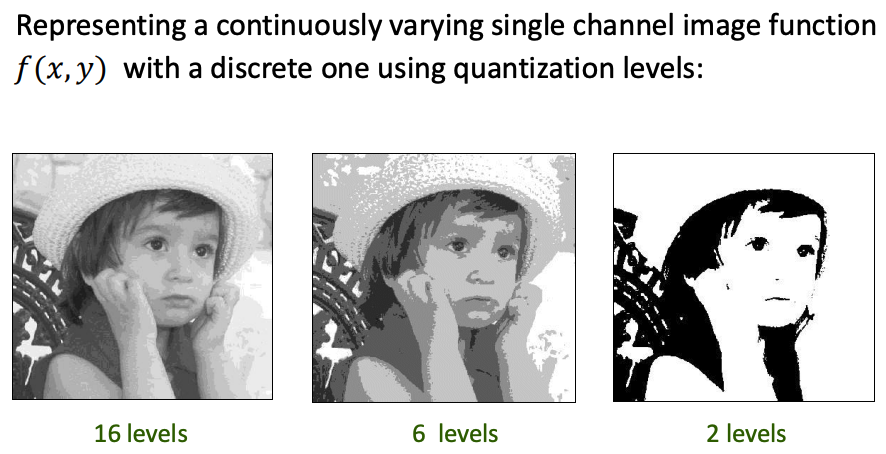 Representing a continuously varying single channel image function
f(x, y) with a discrete one using quantization levels:
16 levels
6 levels
2 levels